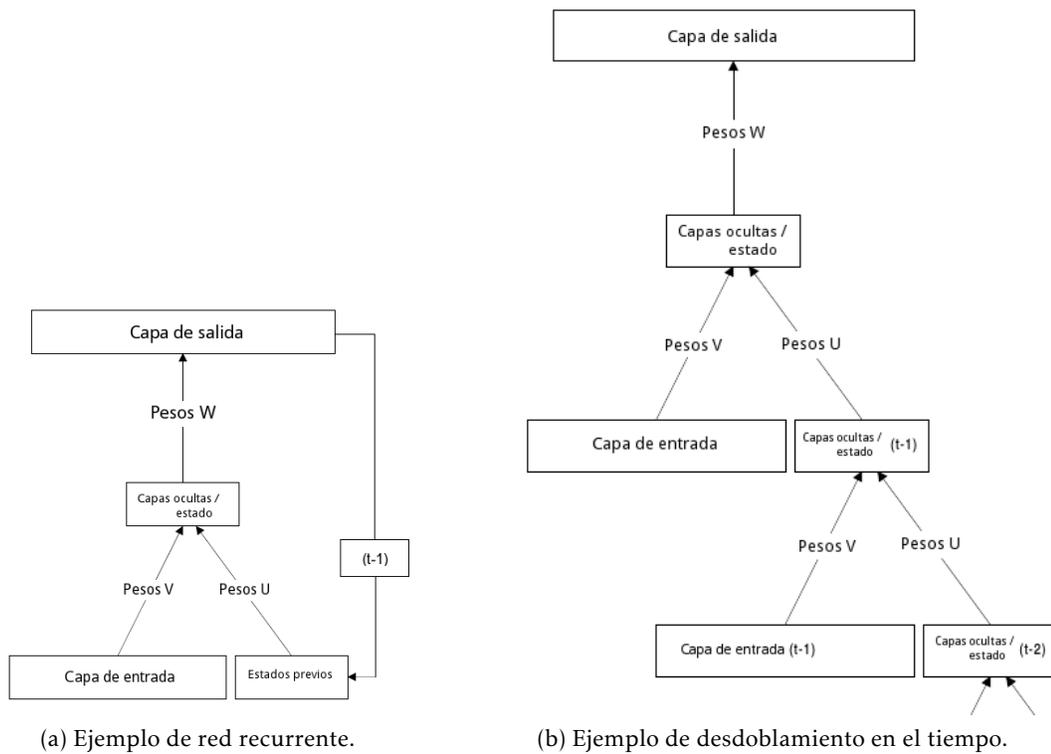 Capa de salida
Pesos W
Capas ocultas /
estado
(t-1)
Pesos V
Pesos U
Capa de entrada
Estados previos
(a) Ejemplo de red recurrente.
Capa de salida
Pesos W
Capas ocultas /
estado
Pesos V
Pesos U
Capa de entrada
Capas ocultas /
estado (t-1)
Pesos V
Pesos U
Capa de entrada (t-1)
Capas ocultas /
estado (t-2)
(b) Ejemplo de desdoblamiento en el tiempo.